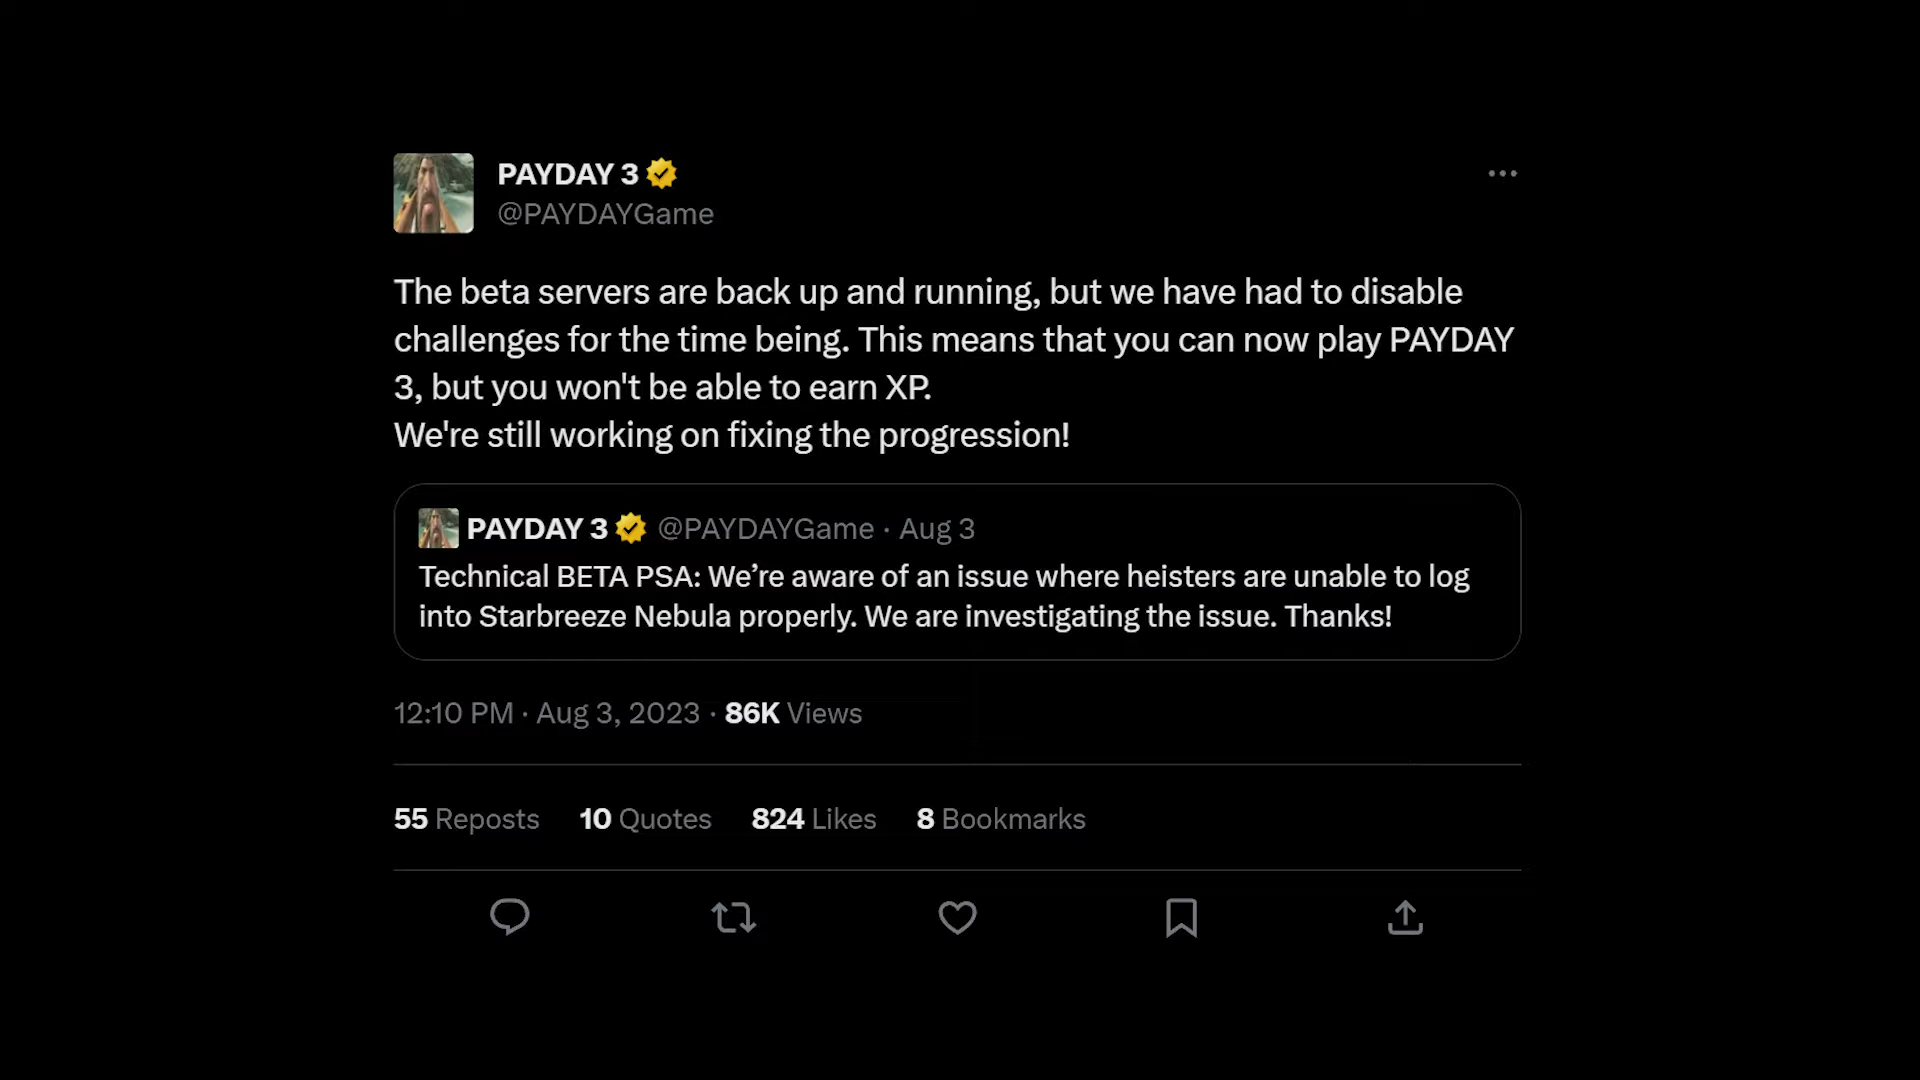 PAYDAY 3
@PAYDAYGame
The beta servers are back up and running, but we have had to disable
challenges for the time being. This means that you can now play PAYDAY
3, but you won't be able to earn XP.
We're still working on fixing the progression!
PAYDAY 3 @PAYDAYGame · Aug 3
Technical BETA PSA: We’re aware of an issue where heisters are unable to log
into Starbreeze Nebula properly. We are investigating the issue. Thanks!
12:10 PM · Aug 3, 2023 · 86K Views
55 Reposts 10 Quotes 824 Likes 8 Bookmarks